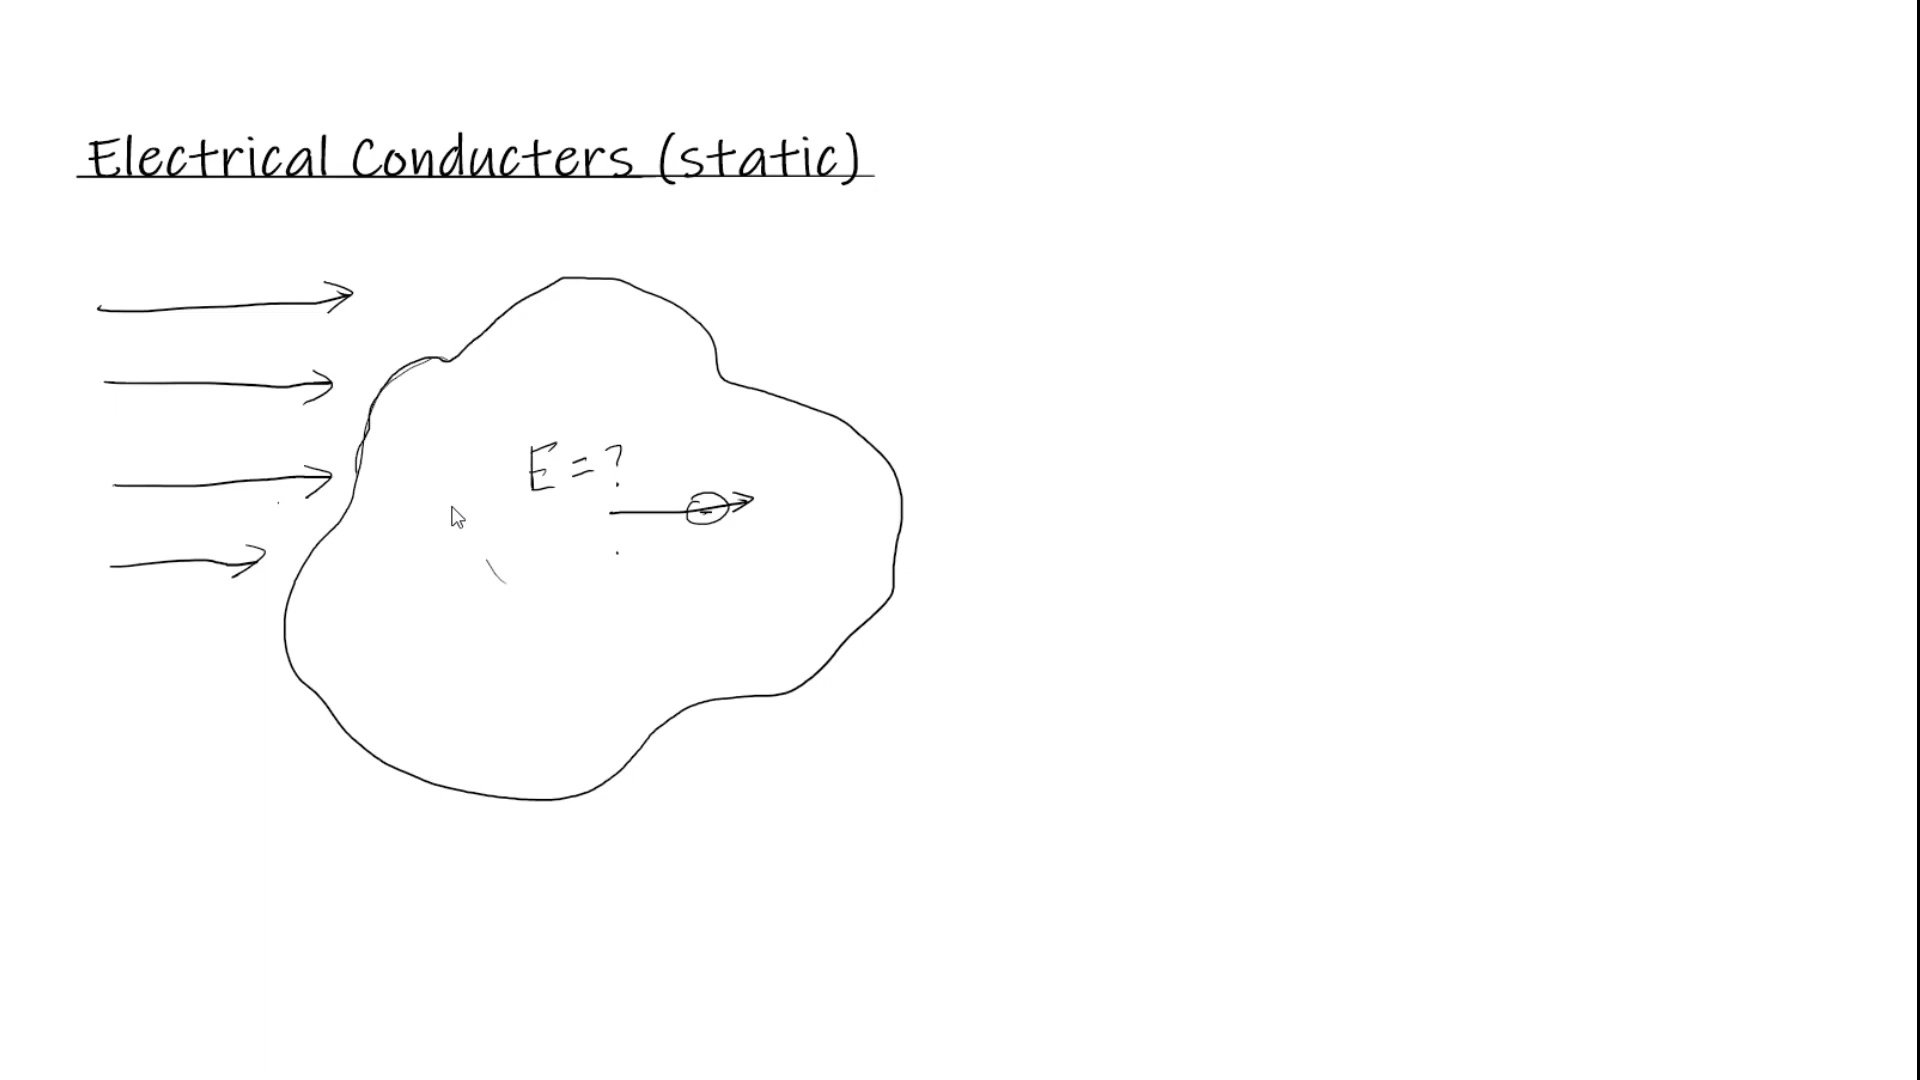 Electrical Conducters (static)
E = ?
-